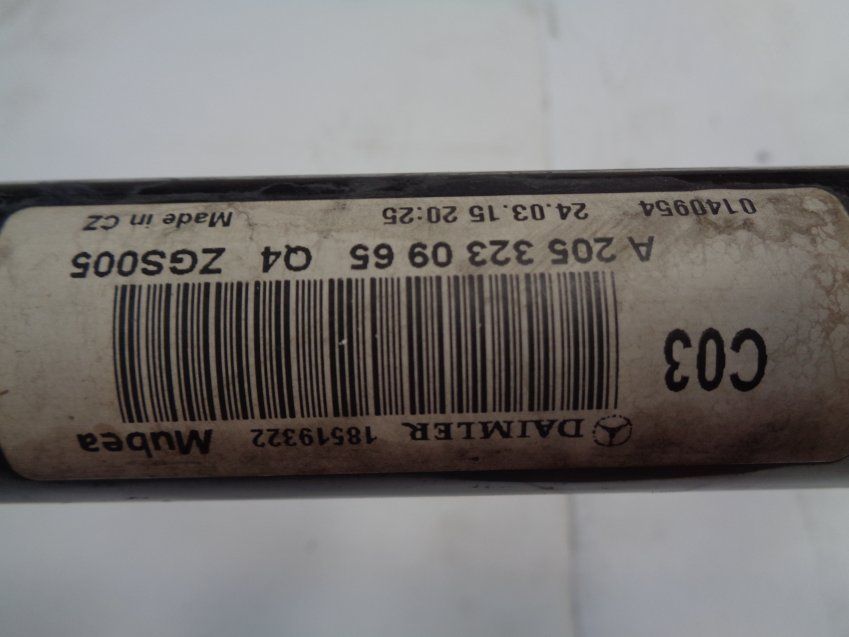 DAIMLER 18519322 Mubea
C03
A 205 323 09 65 Q4 ZGS005
0140954 24.03.15 20:25 Made in CZ